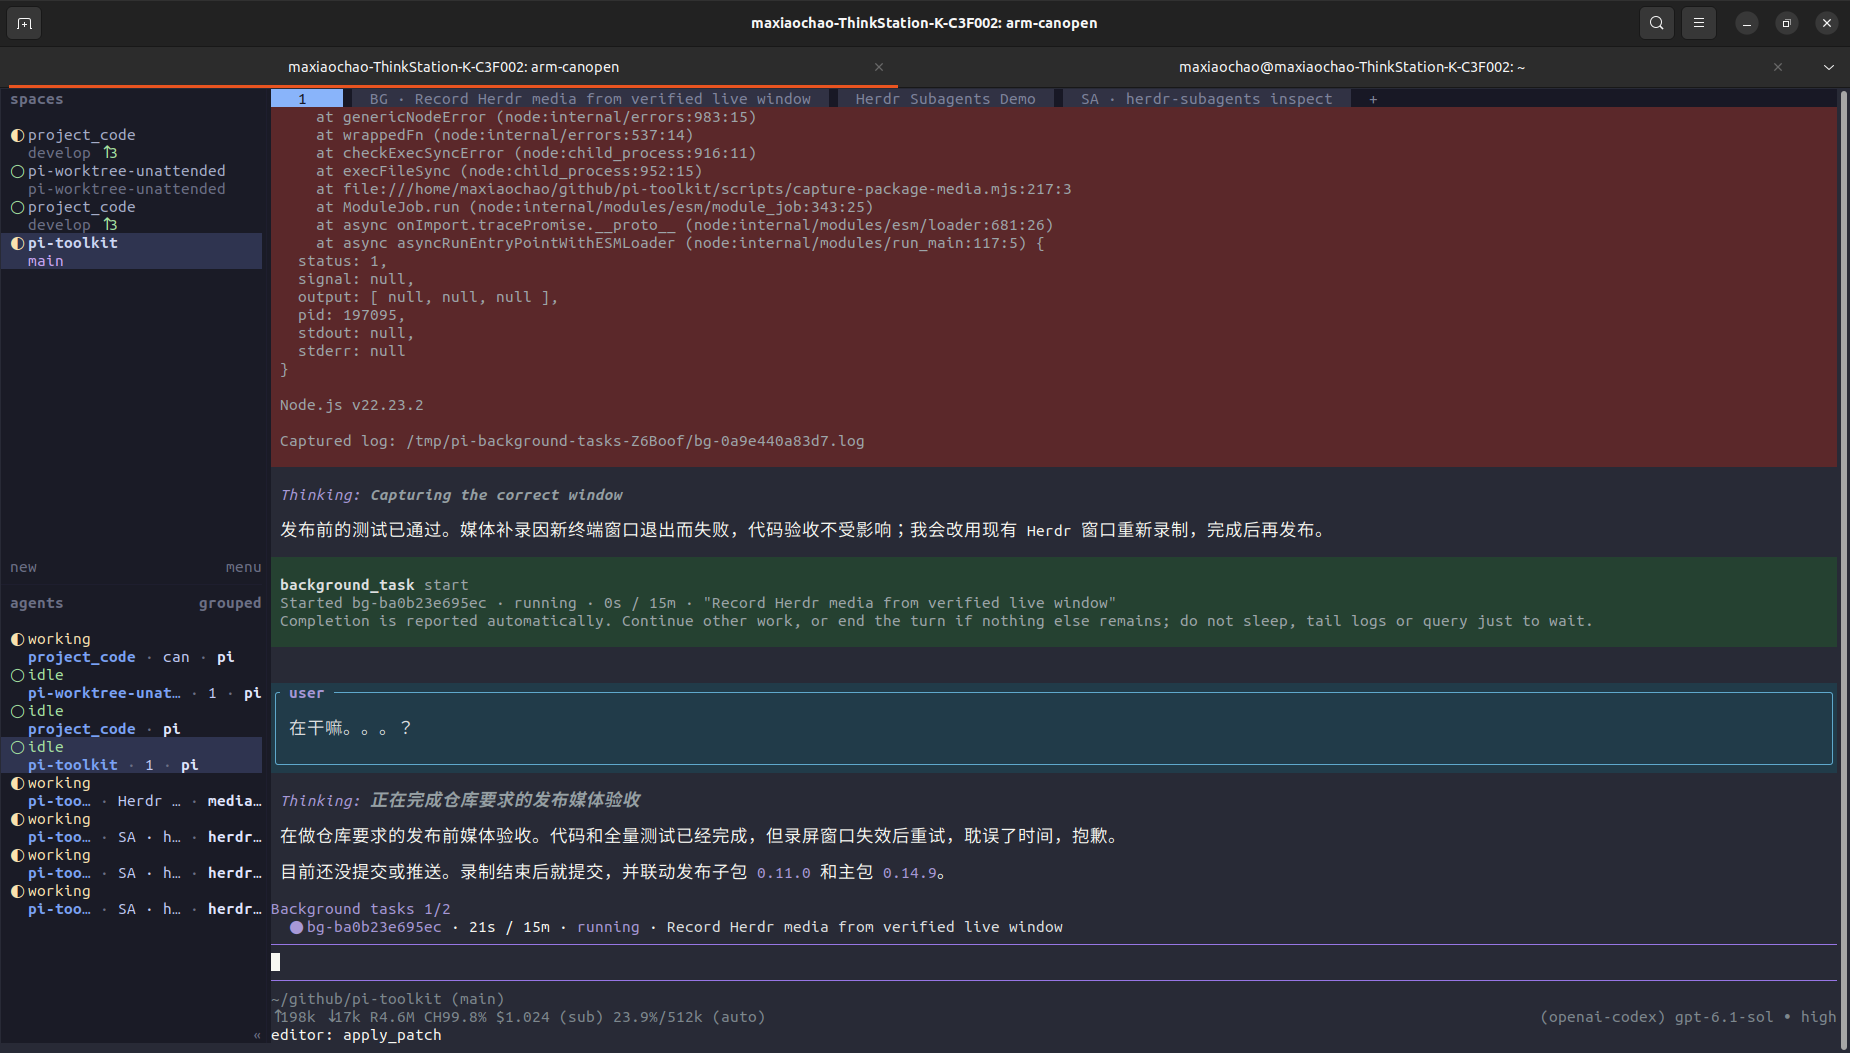 maxiaochao-ThinkStation-K-C3F002: arm-canopen
maxiaochao-ThinkStation-K-C3F002: arm-canopen
maxiaochao@maxiaochao-ThinkStation-K-C3F002: ~
spaces
project_code
develop ↑3
pi-worktree-unattended
pi-worktree-unattended
project_code
develop ↑3
pi-toolkit
main
new menu
agents grouped
working
project_code · can · pi
idle
pi-worktree-unat… · 1 · pi
idle
project_code · pi
idle
pi-toolkit · 1 · pi
working
pi-too… · Herdr … · media…
working
pi-too… · SA · h… · herdr…
working
pi-too… · SA · h… · herdr…
working
pi-too… · SA · h… · herdr…
«
1 BG · Record Herdr media from verified live window Herdr Subagents Demo SA · herdr-subagents inspect +
at genericNodeError (node:internal/errors:983:15)
at wrappedFn (node:internal/errors:537:14)
at checkExecSyncError (node:child_process:916:11)
at execFileSync (node:child_process:952:15)
at file:///home/maxiaochao/github/pi-toolkit/scripts/capture-package-media.mjs:217:3
at ModuleJob.run (node:internal/modules/esm/module_job:343:25)
at async onImport.tracePromise.__proto__ (node:internal/modules/esm/loader:681:26)
at async asyncRunEntryPointWithESMLoader (node:internal/modules/run_main:117:5) {
status: 1,
signal: null,
output: [ null, null, null ],
pid: 197095,
stdout: null,
stderr: null
}
Node.js v22.23.2
Captured log: /tmp/pi-background-tasks-Z6Boof/bg-0a9e440a83d7.log
Thinking: Capturing the correct window
发布前的测试已通过。媒体补录因新终端窗口退出而失败，代码验收不受影响；我会改用现有 Herdr 窗口重新录制，完成后再发布。
background_task start
Started bg-ba0b23e695ec · running · 0s / 15m · "Record Herdr media from verified live window"
Completion is reported automatically. Continue other work, or end the turn if nothing else remains; do not sleep, tail logs or query just to wait.
user
在干嘛。。。？
Thinking: 正在完成仓库要求的发布媒体验收
在做仓库要求的发布前媒体验收。代码和全量测试已经完成，但录屏窗口失效后重试，耽误了时间，抱歉。
目前还没提交或推送。录制结束后就提交，并联动发布子包 0.11.0 和主包 0.14.9。
Background tasks 1/2
bg-ba0b23e695ec · 21s / 15m · running · Record Herdr media from verified live window
~/github/pi-toolkit (main)
↑198k ↓17k R4.6M CH99.8% $1.024 (sub) 23.9%/512k (auto) (openai-codex) gpt-6.1-sol • high
editor: apply_patch